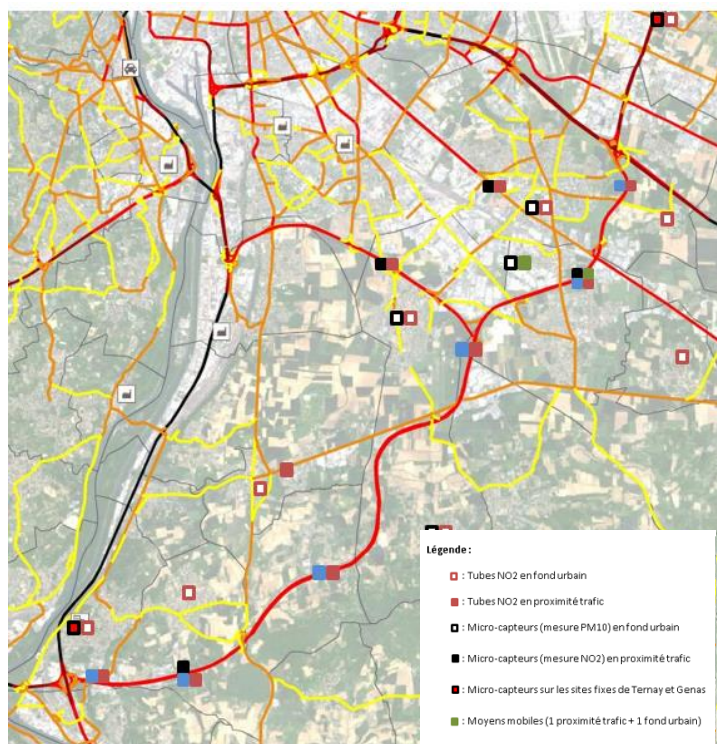 Légende :
: Tubes NO2 en fond urbain
: Tubes NO2 en proximité trafic
: Micro-capteurs (mesure PM10) en fond urbain
: Micro-capteurs (mesure NO2) en proximité trafic
: Micro-capteurs sur les sites fixes de Ternay et Genas
: Moyens mobiles (1 proximité trafic + 1 fond urbain)